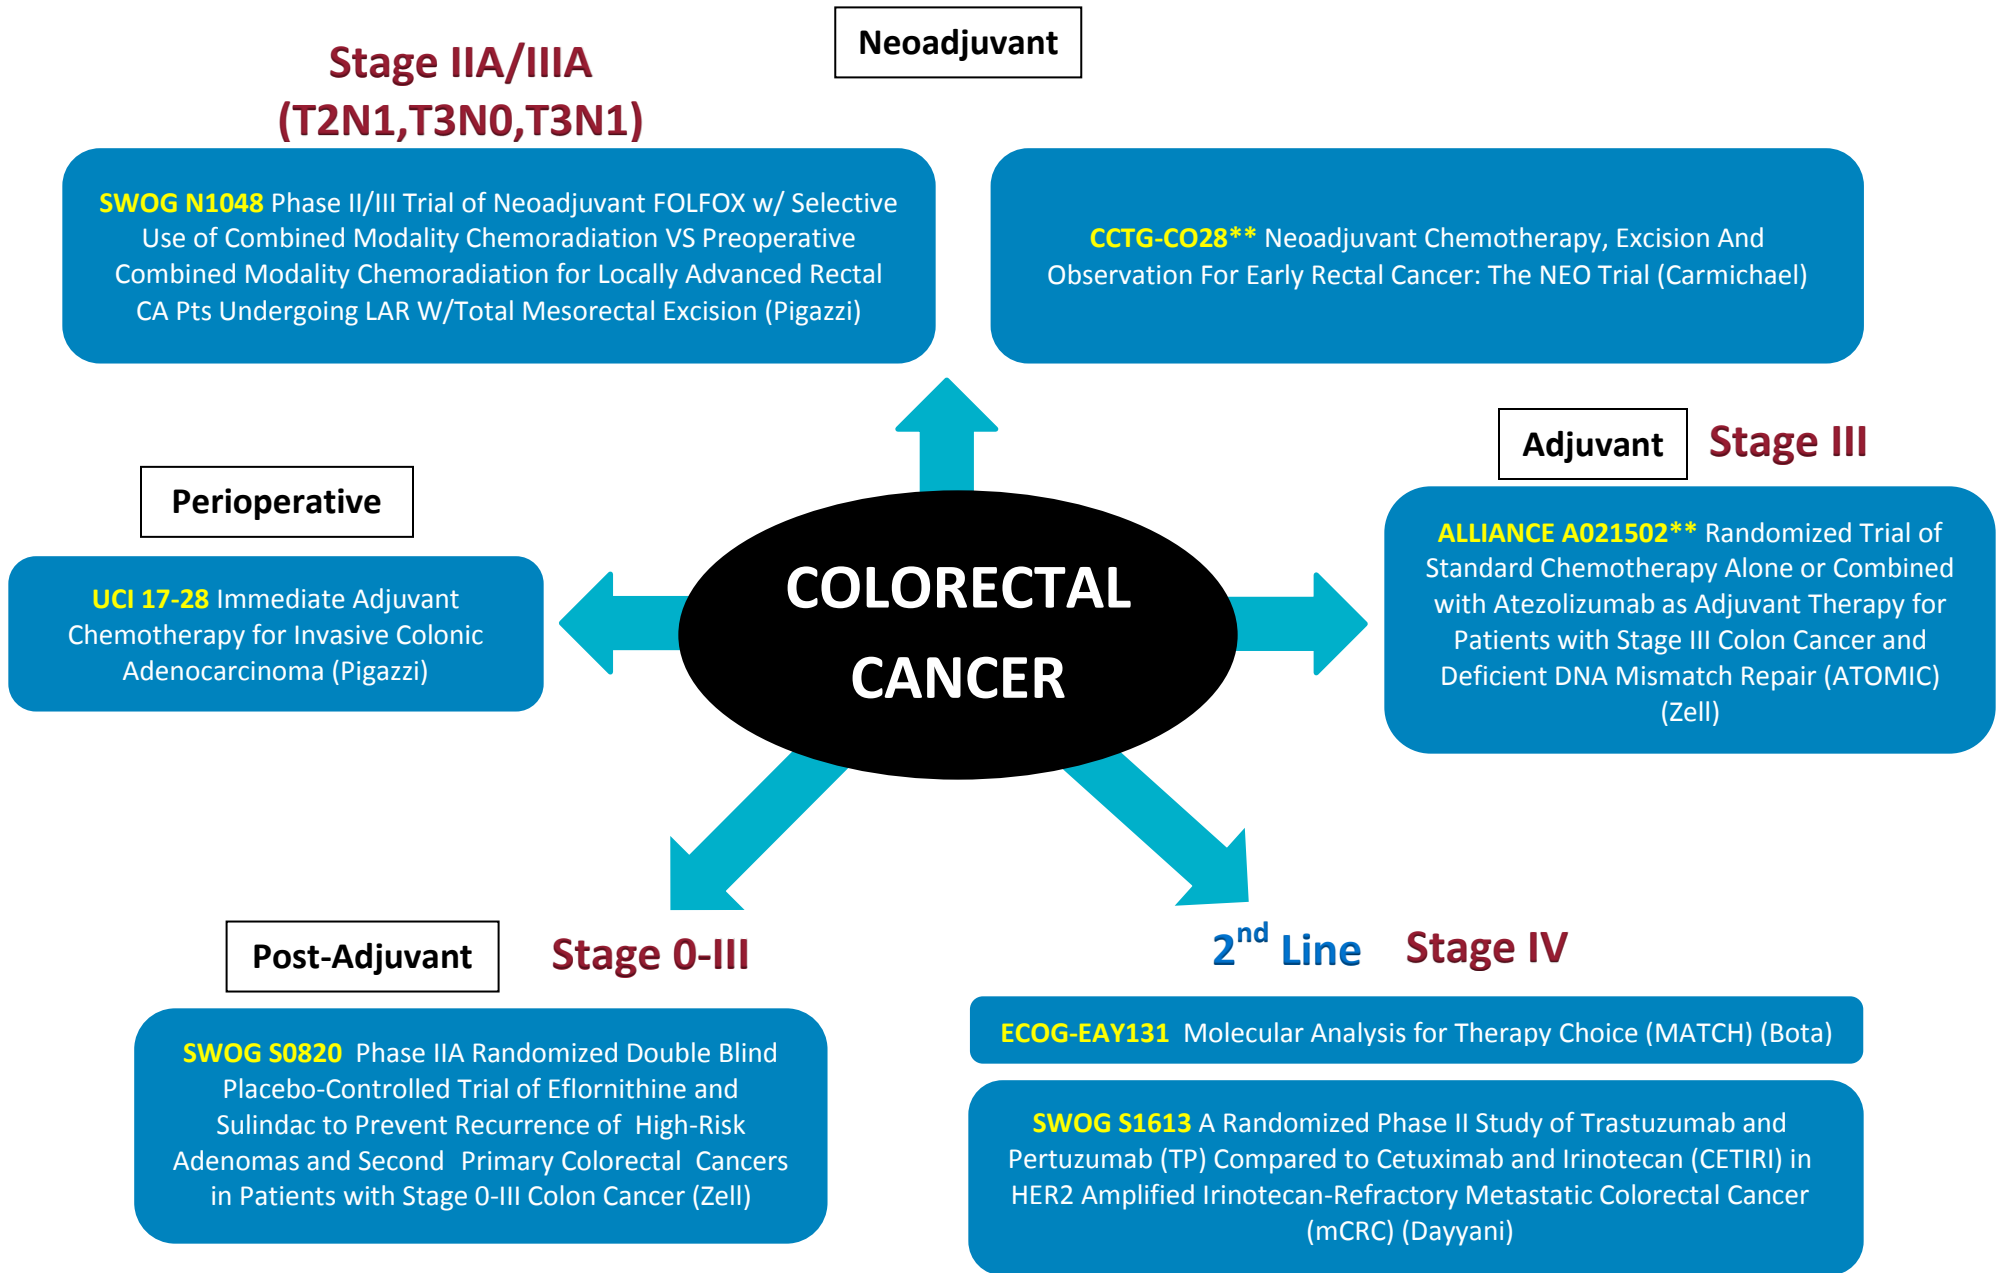 Neoadjuvant
Stage IIA/IIIA
(T2N1,T3N0,T3N1)
SWOG N1048 Phase II/III Trial of Neoadjuvant FOLFOX w/ Selective
Use of Combined Modality Chemoradiation VS Preoperative
Combined Modality Chemoradiation for Locally Advanced Rectal
CA Pts Undergoing LAR W/Total Mesorectal Excision (Pigazzi)
CCTG-CO28** Neoadjuvant Chemotherapy, Excision And
Observation For Early Rectal Cancer: The NEO Trial (Carmichael)
Adjuvant Stage III
ALLIANCE A021502** Randomized Trial of
Standard Chemotherapy Alone or Combined
with Atezolizumab as Adjuvant Therapy for
Patients with Stage III Colon Cancer and
Deficient DNA Mismatch Repair (ATOMIC)
(Zell)
Perioperative
UCI 17-28 Immediate Adjuvant
Chemotherapy for Invasive Colonic
Adenocarcinoma (Pigazzi)
COLORECTAL
CANCER
Post-Adjuvant Stage 0-III
SWOG S0820 Phase IIA Randomized Double Blind
Placebo-Controlled Trial of Eflornithine and
Sulindac to Prevent Recurrence of High-Risk
Adenomas and Second Primary Colorectal Cancers
in Patients with Stage 0-III Colon Cancer (Zell)
2nd Line Stage IV
ECOG-EAY131 Molecular Analysis for Therapy Choice (MATCH) (Bota)
SWOG S1613 A Randomized Phase II Study of Trastuzumab and
Pertuzumab (TP) Compared to Cetuximab and Irinotecan (CETIRI) in
HER2 Amplified Irinotecan-Refractory Metastatic Colorectal Cancer
(mCRC) (Dayyani)